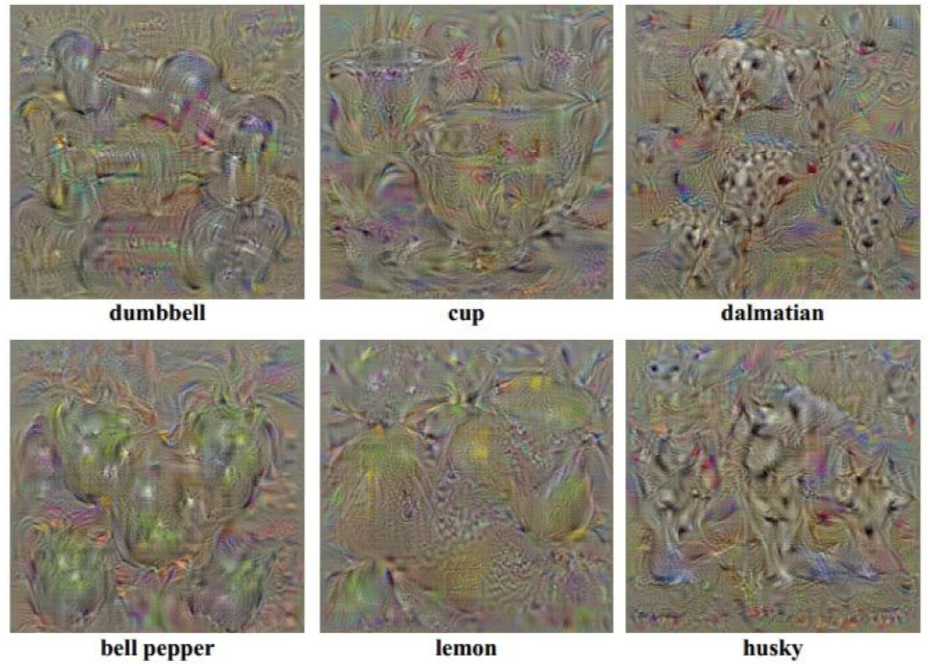 dumbbell
cup
dalmatian
bell pepper
lemon
husky